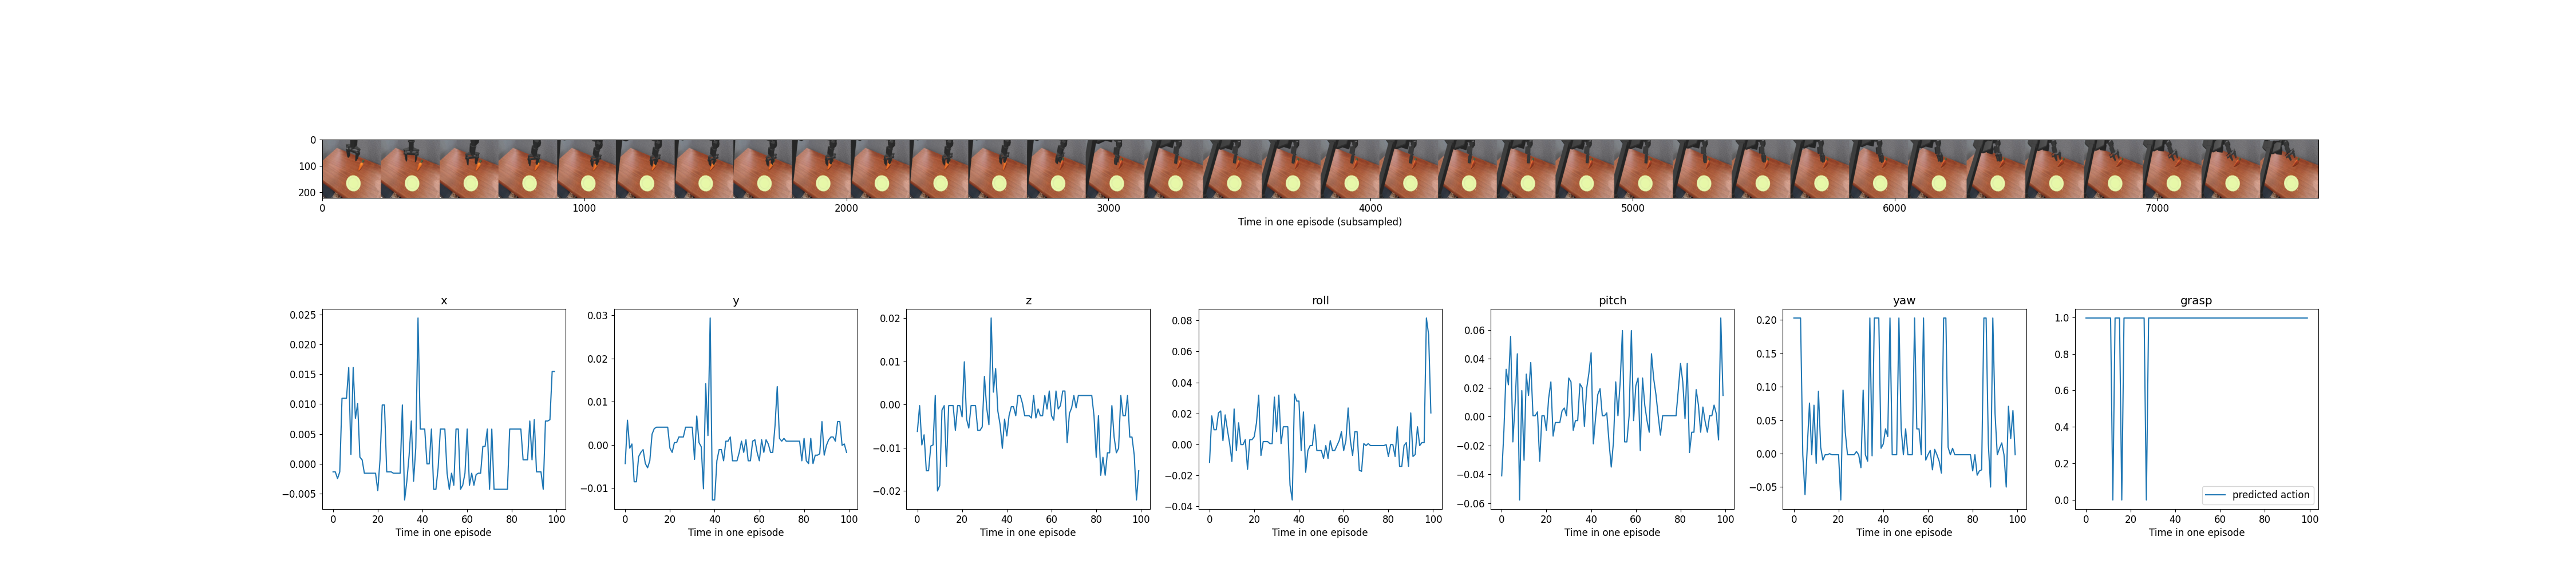 0
100
200
0 1000 2000 3000 4000 5000 6000 7000
Time in one episode (subsampled)
x
0.025
0.020
0.015
0.010
0.005
0.000
−0.005
0 20 40 60 80 100
Time in one episode
y
0.03
0.02
0.01
0.00
−0.01
0 20 40 60 80 100
Time in one episode
z
0.02
0.01
0.00
−0.01
−0.02
0 20 40 60 80 100
Time in one episode
roll
0.08
0.06
0.04
0.02
0.00
−0.02
−0.04
0 20 40 60 80 100
Time in one episode
pitch
0.06
0.04
0.02
0.00
−0.02
−0.04
−0.06
0 20 40 60 80 100
Time in one episode
yaw
0.20
0.15
0.10
0.05
0.00
−0.05
0 20 40 60 80 100
Time in one episode
grasp
1.0
0.8
0.6
0.4
0.2
0.0
predicted action
0 20 40 60 80 100
Time in one episode